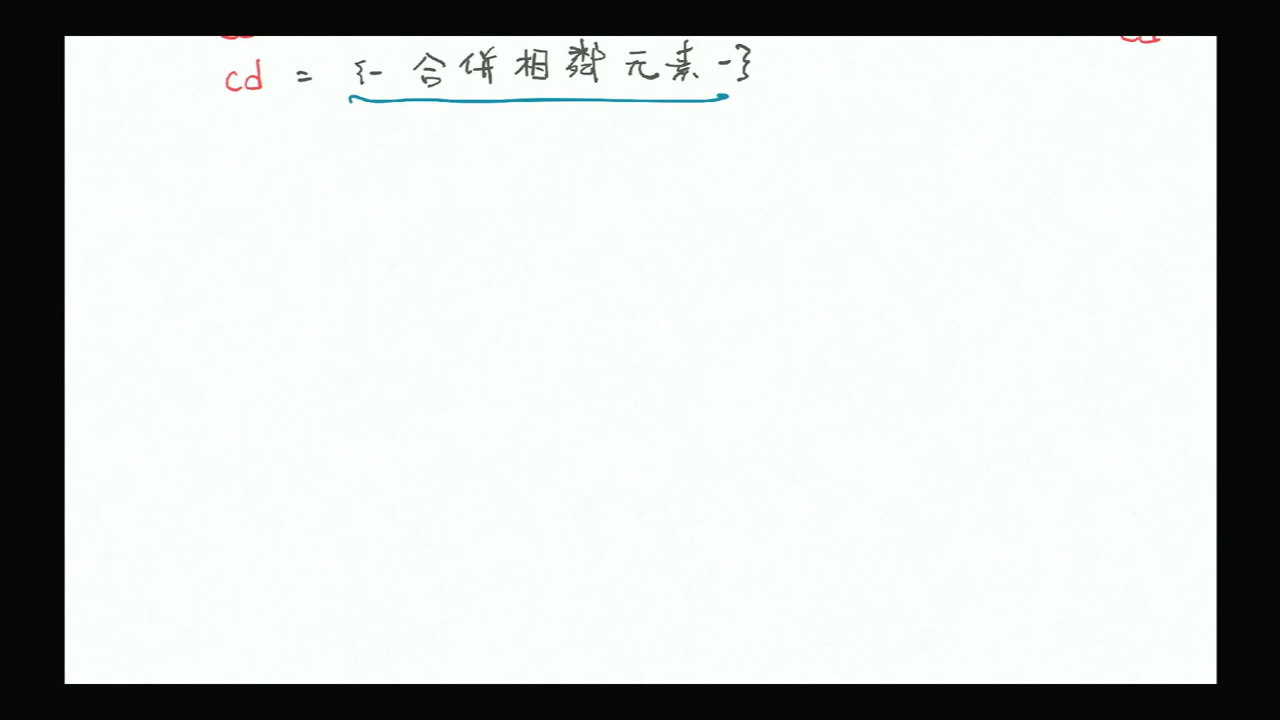 cd = {- 合併相鄰元素 -}